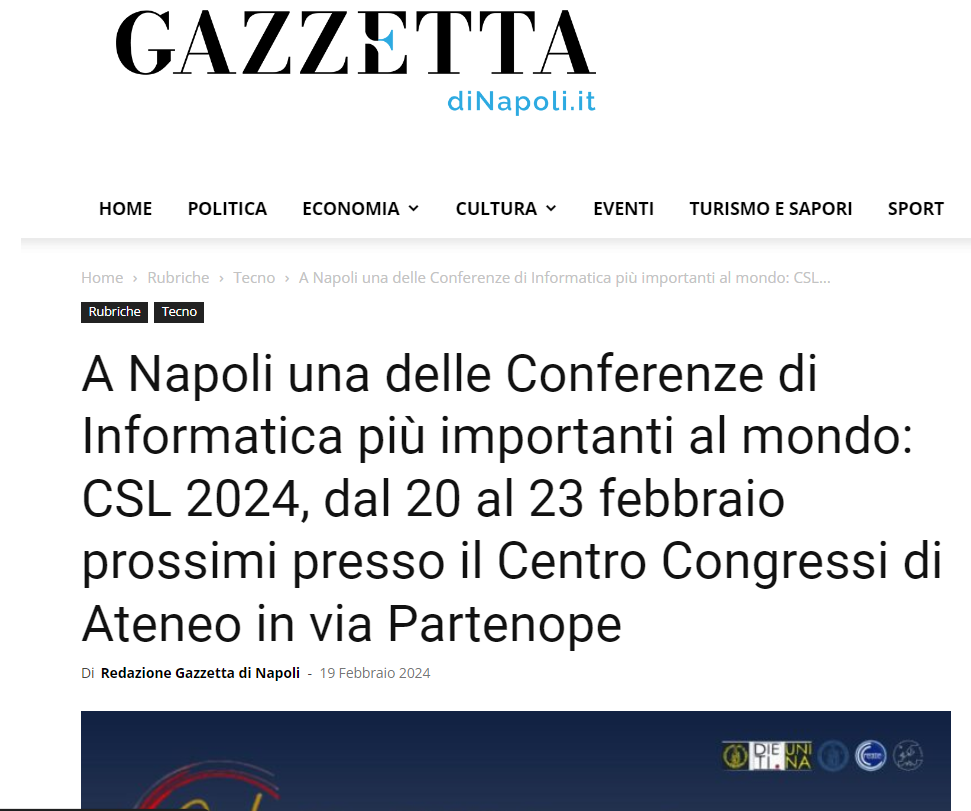 GAZZETTA
diNapoli.it
HOME POLITICA ECONOMIA CULTURA EVENTI TURISMO E SAPORI SPORT
Home › Rubriche › Tecno › A Napoli una delle Conferenze di Informatica più importanti al mondo: CSL...
Rubriche Tecno
A Napoli una delle Conferenze di
Informatica più importanti al mondo:
CSL 2024, dal 20 al 23 febbraio
prossimi presso il Centro Congressi di
Ateneo in via Partenope
Di Redazione Gazzetta di Napoli - 19 Febbraio 2024
DIE UNI
TI. NA